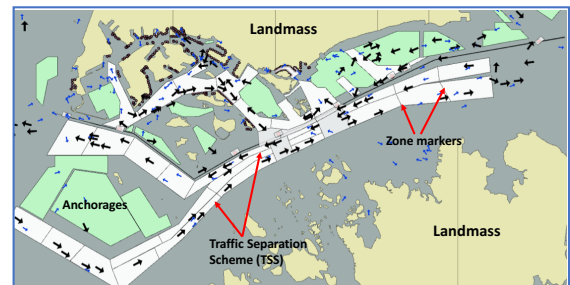 Landmass
Zone markers
Anchorages
Landmass
Traffic Separation
Scheme (TSS)